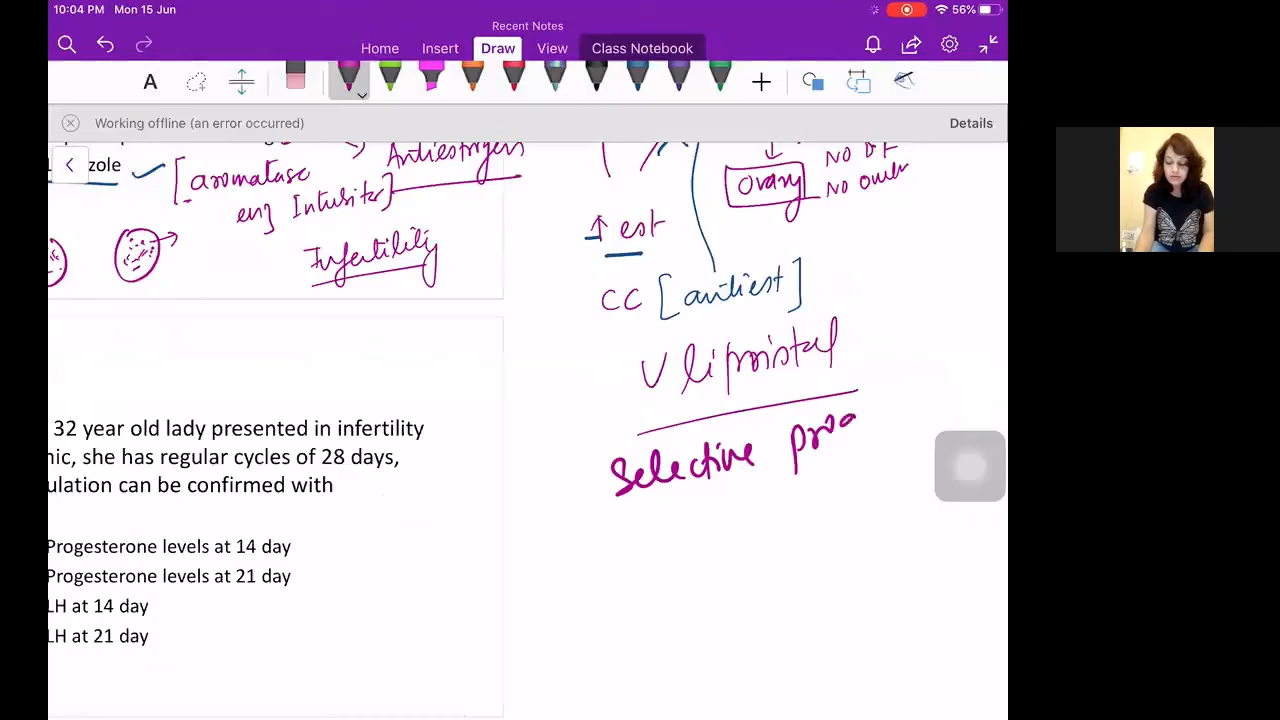 10:04 PM Mon 15 Jun
56%
Recent Notes
Home Insert Draw View Class Notebook
A
Working offline (an error occurred)
Details
zole
[aromatase
enz
Antiestrogen
Infertility
↑ est
Ovary
No
No
CC [antiest]
Ulipristal
Selective pro
32 year old lady presented in infertility
nic, she has regular cycles of 28 days,
ulation can be confirmed with
Progesterone levels at 14 day
Progesterone levels at 21 day
LH at 14 day
LH at 21 day